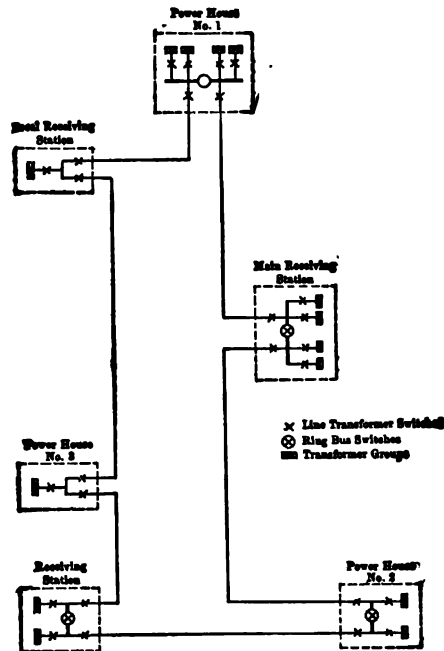 Power House
No. 1
Local Receiving
Station
Main Receiving
Station
Line Transformer Switches
Ring Bus Switches
Transformer Groups
Power House
No. 3
Receiving
Station
Power House
No. 2